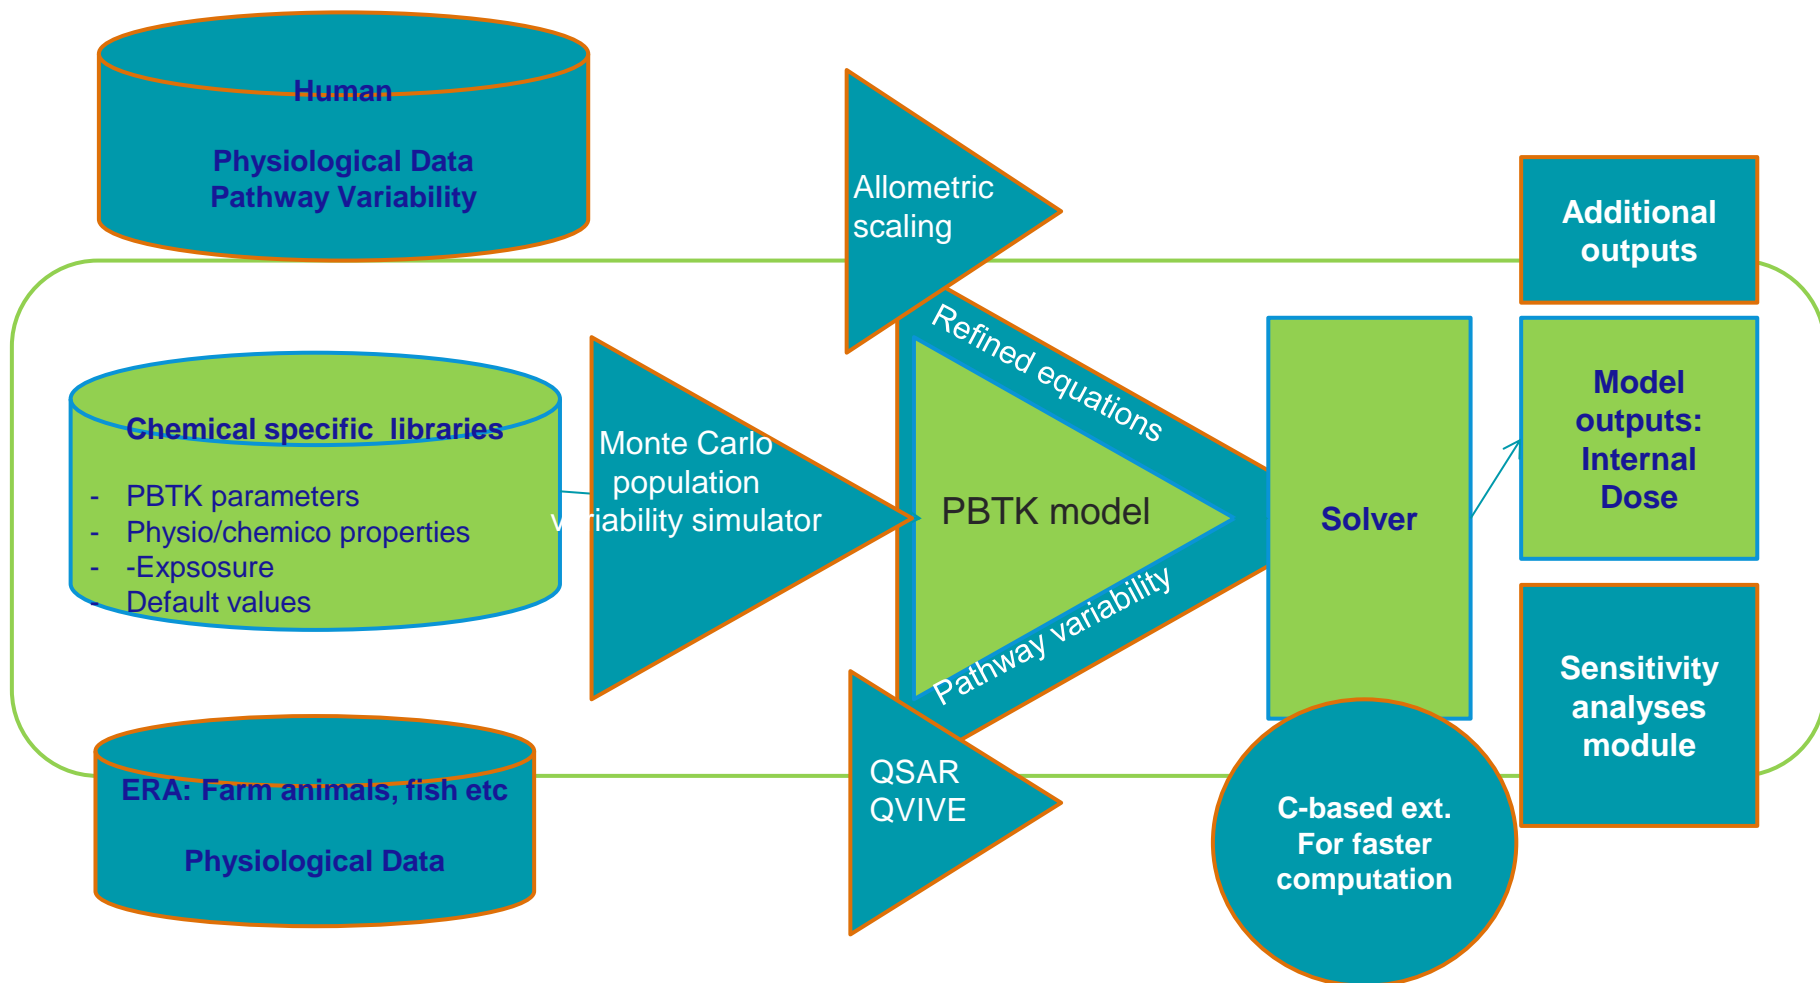 Human
Physiological Data
Pathway Variability
Chemical specific libraries
- PBTK parameters
- Physio/chemico properties
- -Expsosure
- Default values
ERA: Farm animals, fish etc
Physiological Data
Monte Carlo
population
variability simulator
Allometric
scaling
Refined equations
PBTK model
Pathway variability
QSAR
QVIVE
Solver
C-based ext.
For faster
computation
Additional
outputs
Model
outputs:
Internal
Dose
Sensitivity
analyses
module